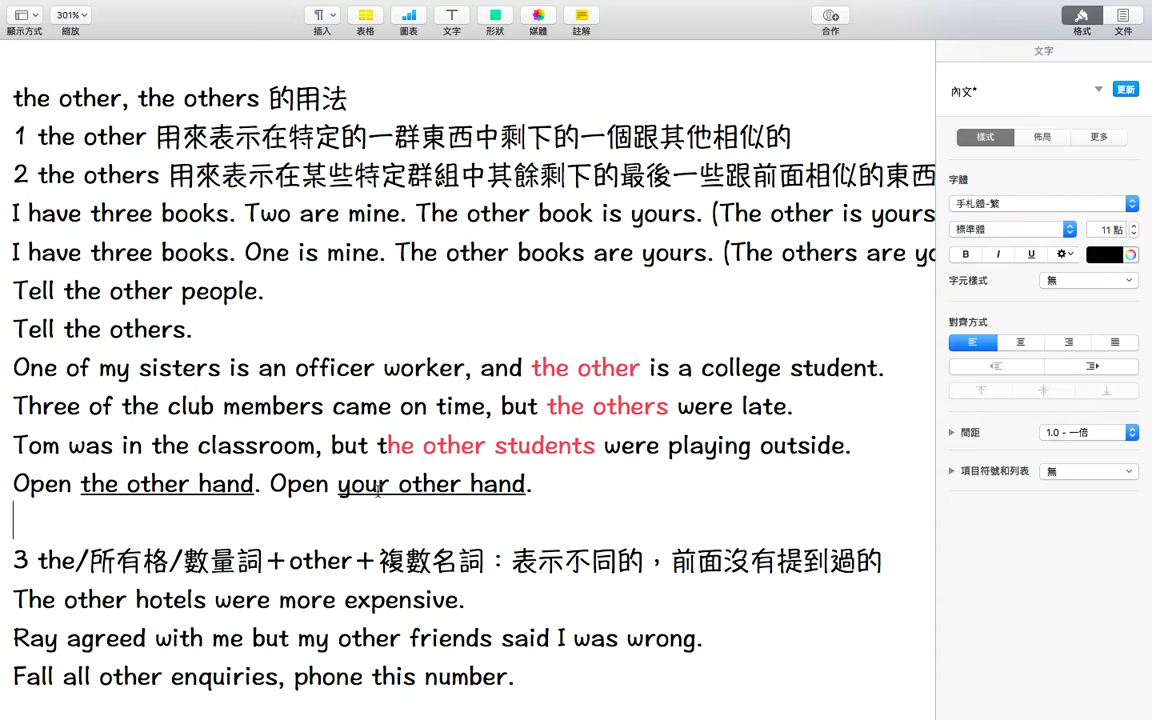 301%
顯示方式
縮放
插入
表格
圖表
文字
形狀
媒體
註解
合作
格式
文件
the other, the others 的用法
1 the other 用來表示在特定的一群東西中剩下的一個跟其他相似的
2 the others 用來表示在某些特定群組中其餘剩下的最後一些跟前面相似的東西
I have three books. Two are mine. The other book is yours. (The other is yours
I have three books. One is mine. The other books are yours. (The others are yo
Tell the other people.
Tell the others.
One of my sisters is an officer worker, and the other is a college student.
Three of the club members came on time, but the others were late.
Tom was in the classroom, but the other students were playing outside.
Open the other hand. Open your other hand.
3 the/所有格/數量詞＋other＋複數名詞：表示不同的，前面沒有提到過的
The other hotels were more expensive.
Ray agreed with me but my other friends said I was wrong.
Fall all other enquiries, phone this number.
文字
內文*
更新
樣式
佈局
更多
字體
手札體-繁
標準體
11 點
B
I
U
字元樣式
無
對齊方式
間距
1.0 - 一倍
項目符號和列表
無